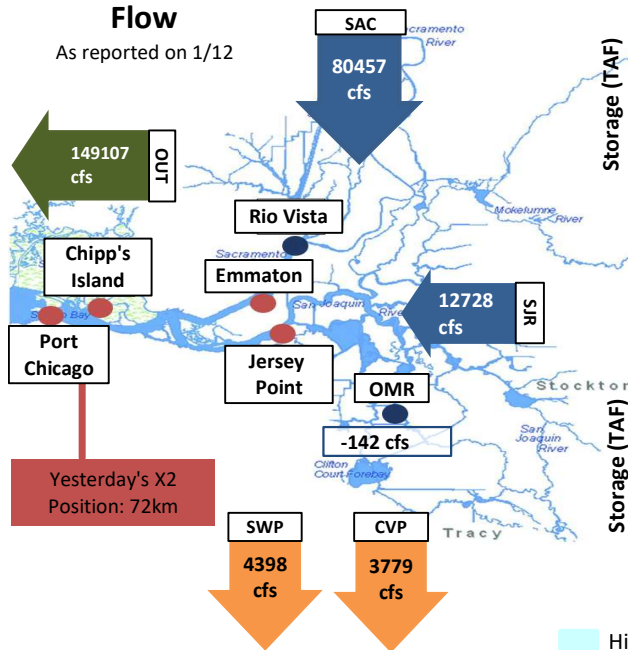 Flow
As reported on 1/12
SAC
80457
cfs
Sacramento
River
Storage (TAF)
149107
cfs
OUT
Rio Vista
Mokelumne
River
Chipp's
Island
Sacramento
Emmaton
San Joaquin
River
12728
cfs
SJR
Port
Chicago
Jersey
Point
OMR
Stockton
-142 cfs
San
Joaquin
River
Storage (TAF)
Clifton
Court Forebay
Yesterday's X2
Position: 72km
SWP
CVP
Tracy
4398
cfs
3779
cfs
Hi